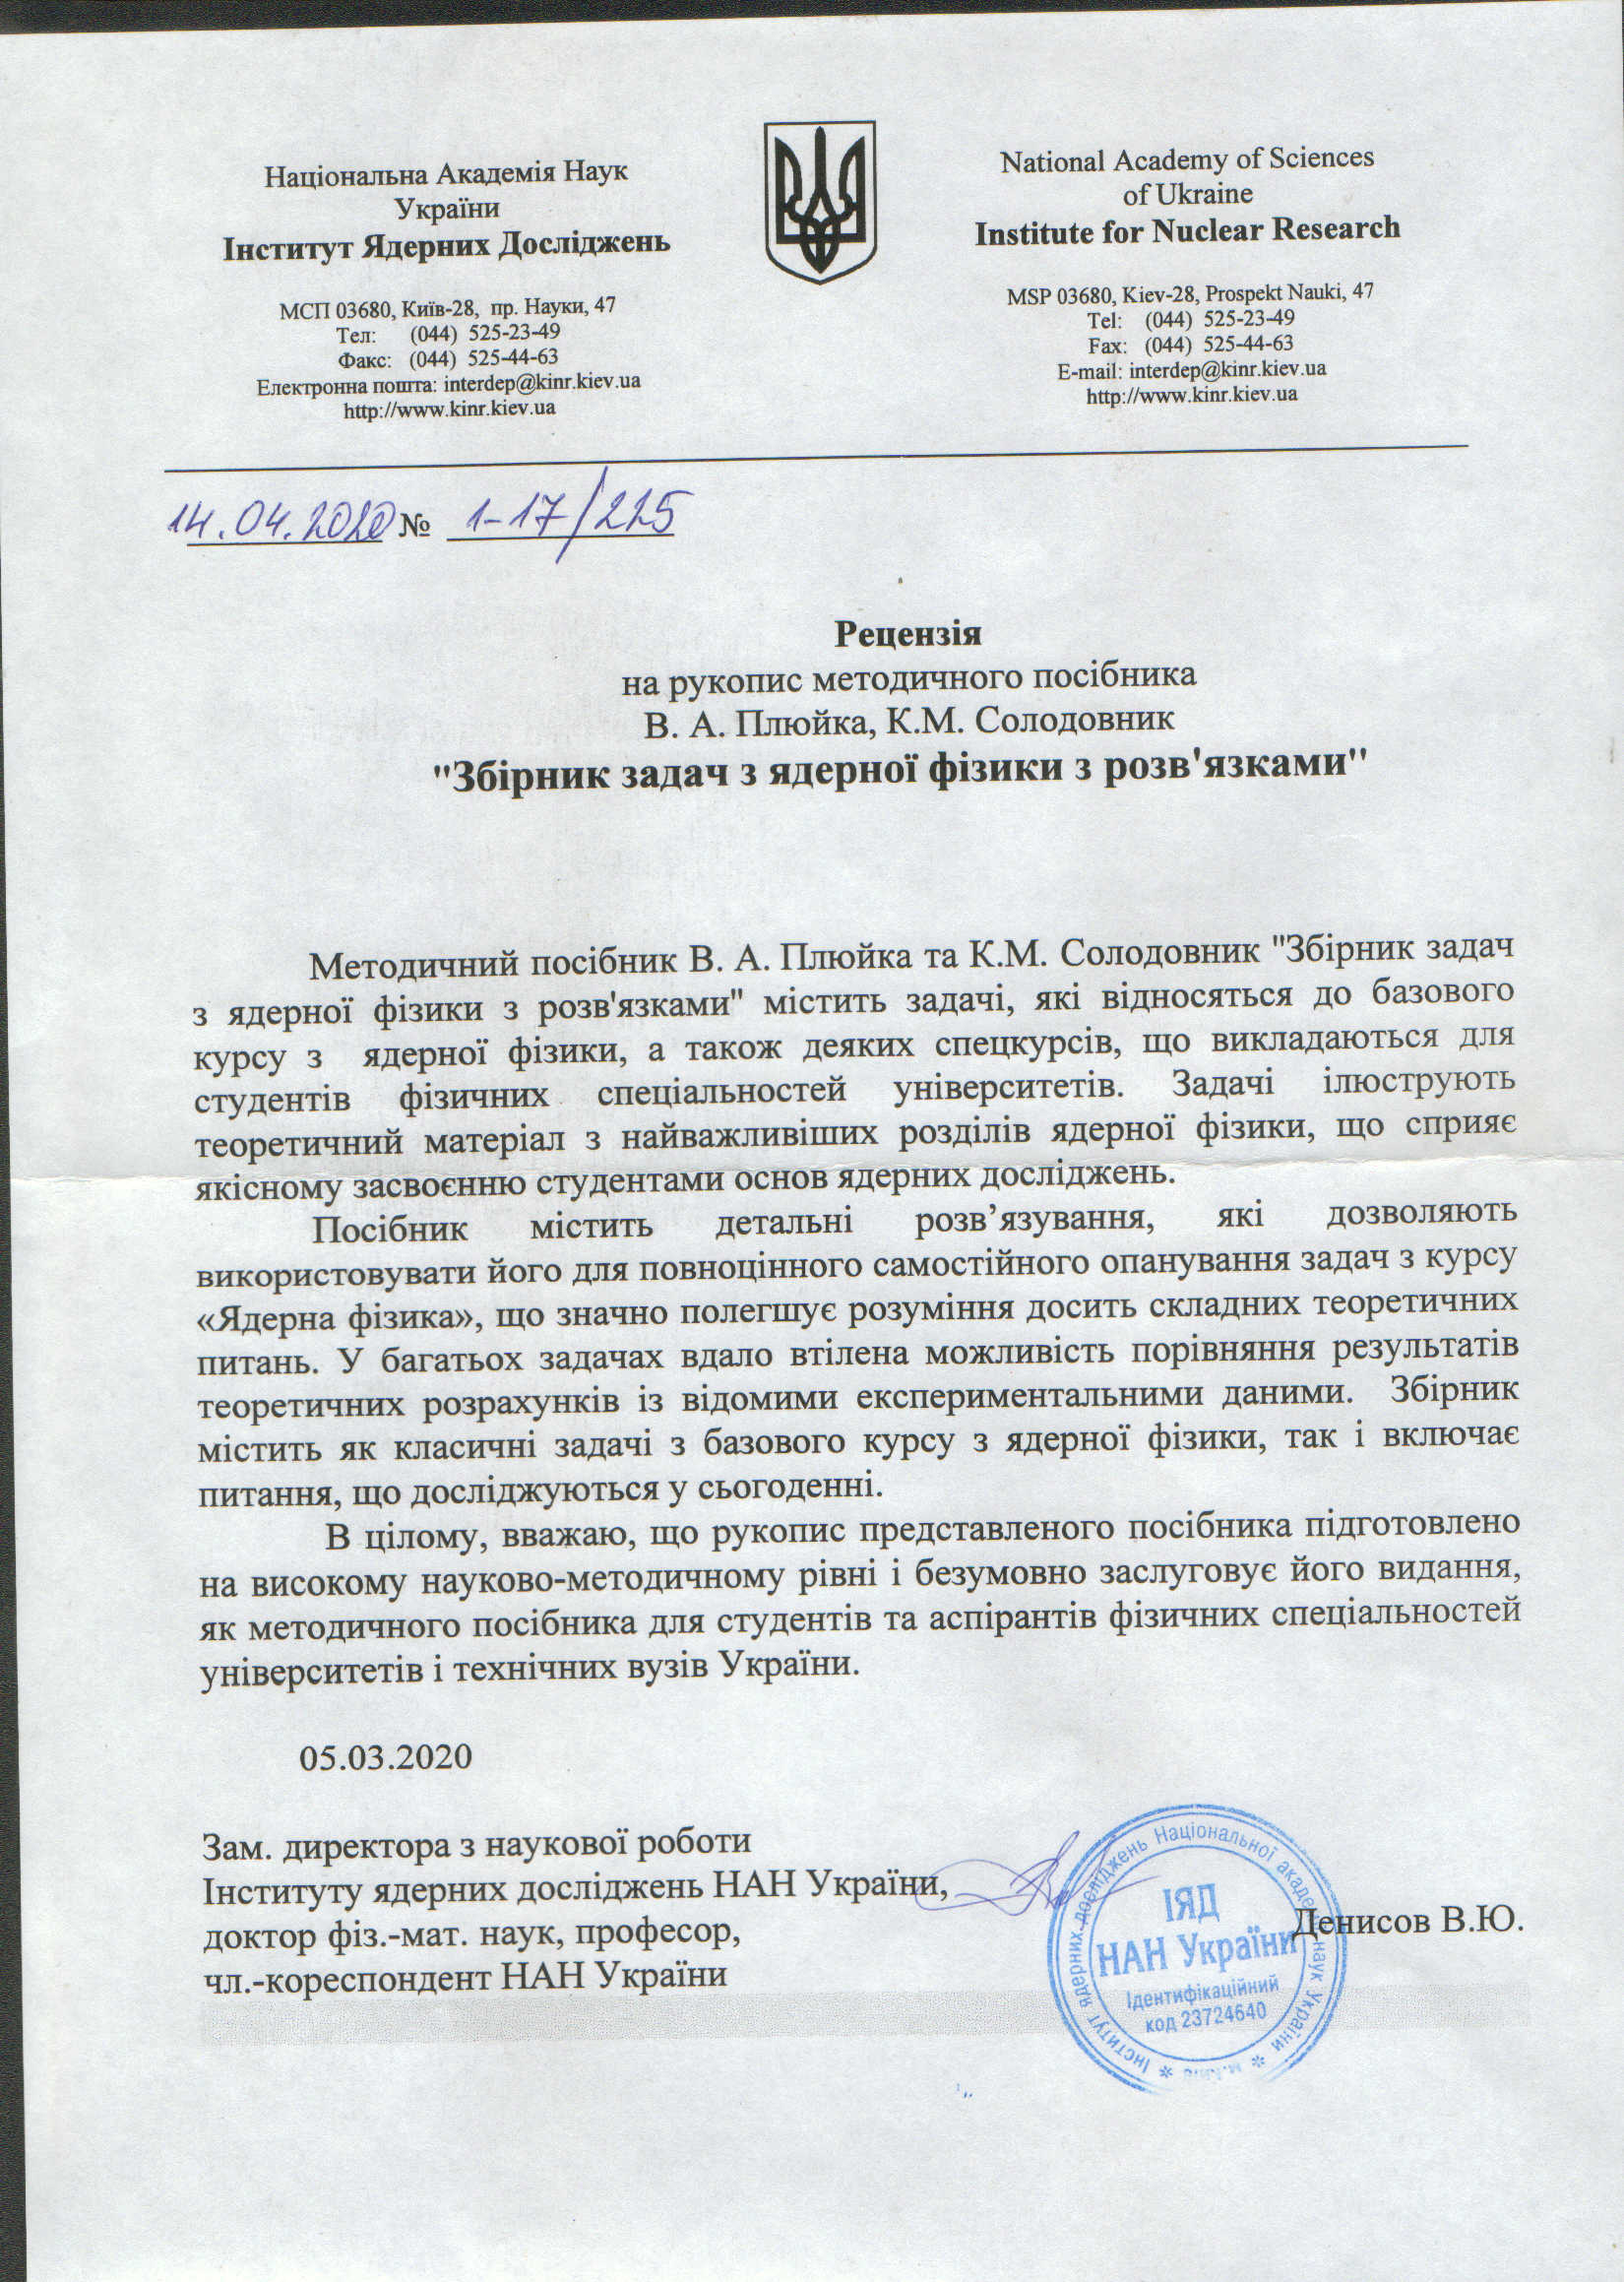 Національна Академія Наук
України
Інститут Ядерних Досліджень
МСП 03680, Київ-28, пр. Науки, 47
Тел: (044) 525-23-49
Факс: (044) 525-44-63
Електронна пошта: interdep@kinr.kiev.ua
http://www.kinr.kiev.ua
National Academy of Sciences
of Ukraine
Institute for Nuclear Research
MSP 03680, Kiev-28, Prospekt Nauki, 47
Tel: (044) 525-23-49
Fax: (044) 525-44-63
E-mail: interdep@kinr.kiev.ua
http://www.kinr.kiev.ua
14.04.2020 № 1-17/225
Рецензія
на рукопис методичного посібника
В. А. Плюйка, К.М. Солодовник
"Збірник задач з ядерної фізики з розв'язками"
Методичний посібник В. А. Плюйка та К.М. Солодовник "Збірник задач
з ядерної фізики з розв'язками" містить задачі, які відносяться до базового
курсу з ядерної фізики, а також деяких спецкурсів, що викладаються для
студентів фізичних спеціальностей університетів. Задачі ілюструють
теоретичний матеріал з найважливіших розділів ядерної фізики, що сприяє
якісному засвоєнню студентами основ ядерних досліджень.
Посібник містить детальні розв’язування, які дозволяють
використовувати його для повноцінного самостійного опанування задач з курсу
«Ядерна фізика», що значно полегшує розуміння досить складних теоретичних
питань. У багатьох задачах вдало втілена можливість порівняння результатів
теоретичних розрахунків із відомими експериментальними даними. Збірник
містить як класичні задачі з базового курсу з ядерної фізики, так і включає
питання, що досліджуються у сьогоденні.
В цілому, вважаю, що рукопис представленого посібника підготовлено
на високому науково-методичному рівні і безумовно заслуговує його видання,
як методичного посібника для студентів та аспірантів фізичних спеціальностей
університетів і технічних вузів України.
05.03.2020
Зам. директора з наукової роботи
Інституту ядерних досліджень НАН України,
доктор фіз.-мат. наук, професор,
чл.-кореспондент НАН України
Денисов В.Ю.
Інститут ядерних досліджень Національної академії наук України
ІЯД
НАН України
Ідентифікаційний
код 23724640